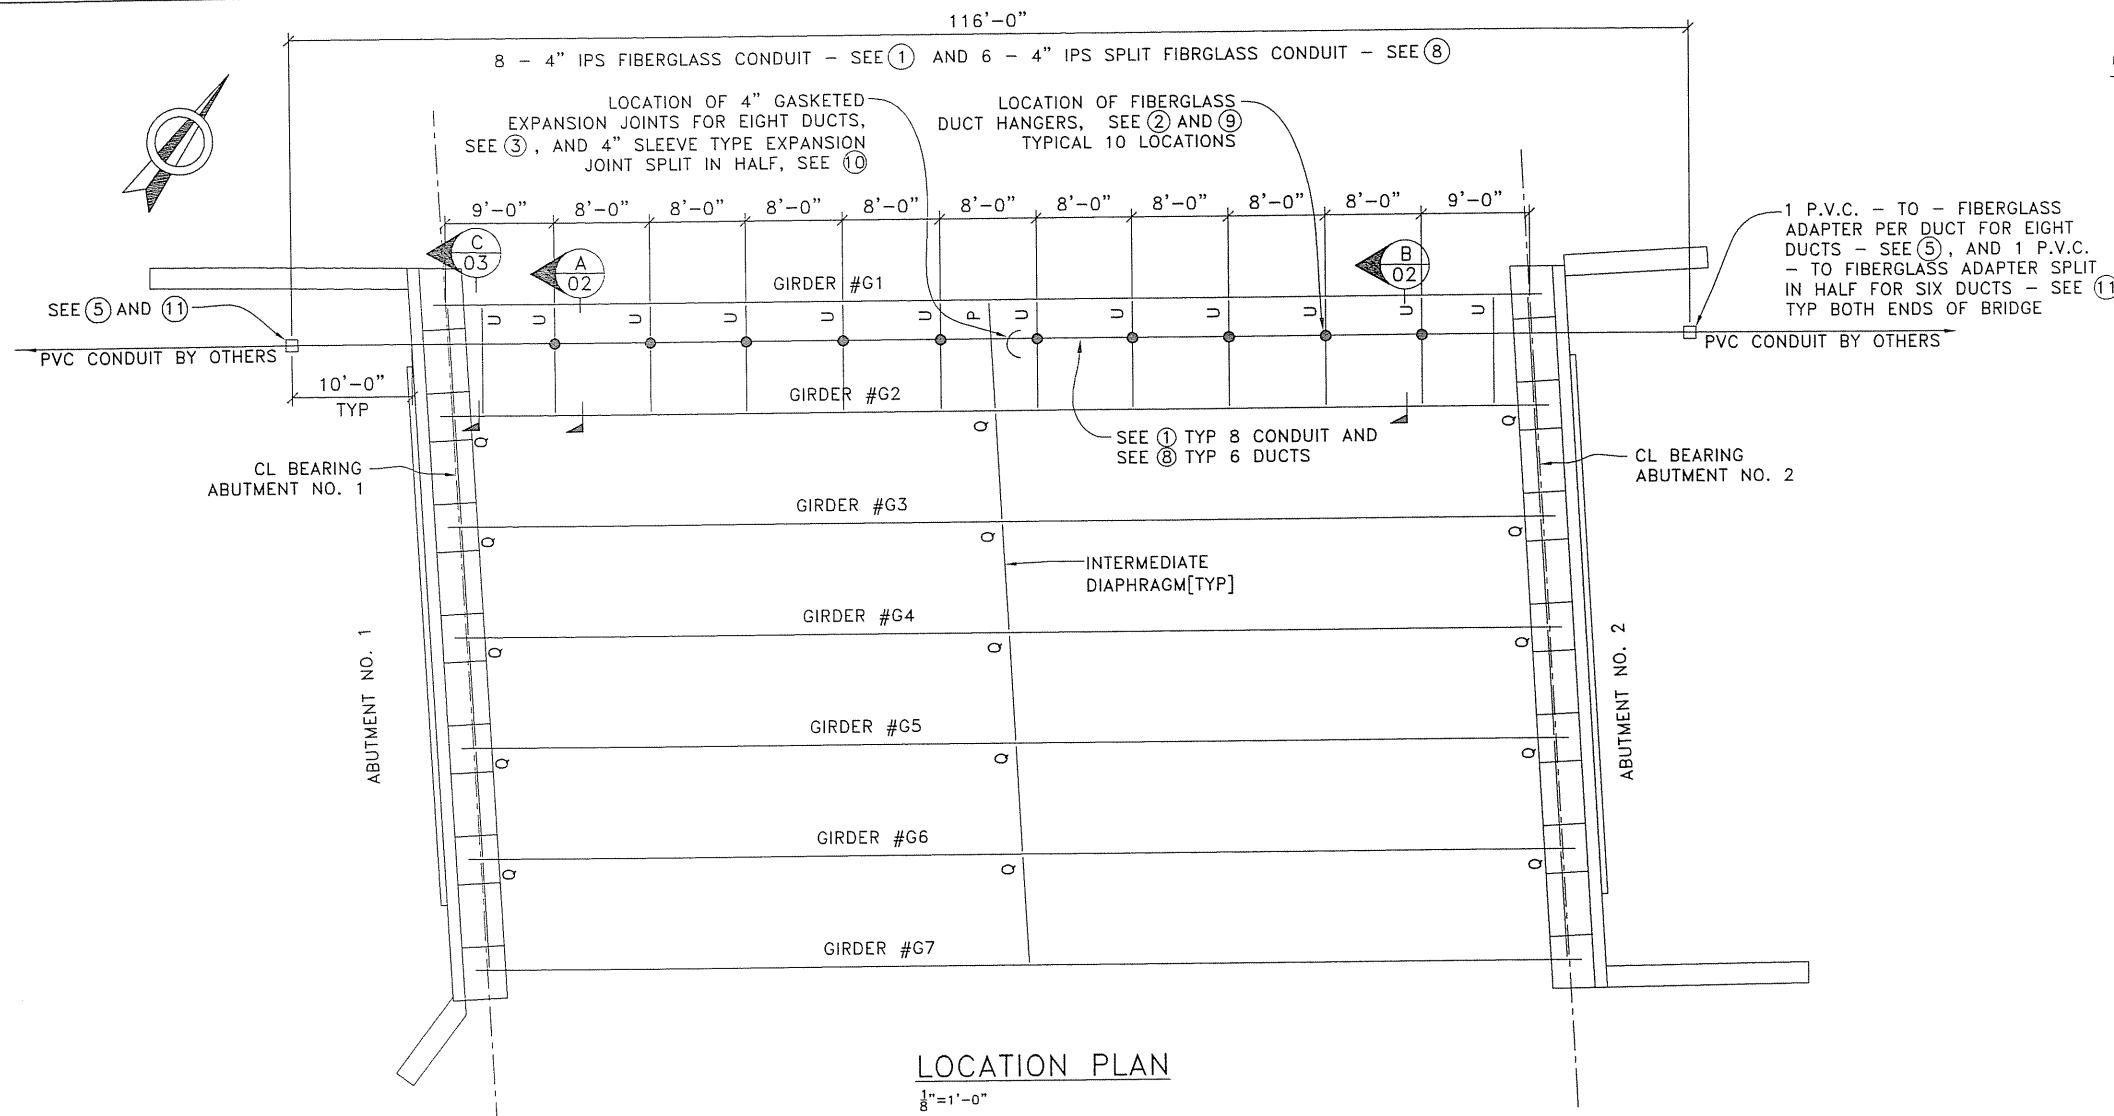 116'-0"
8 - 4" IPS FIBERGLASS CONDUIT - SEE 1 AND 6 - 4" IPS SPLIT FIBRGLASS CONDUIT - SEE 8
LOCATION OF 4" GASKETED
EXPANSION JOINTS FOR EIGHT DUCTS,
SEE 3, AND 4" SLEEVE TYPE EXPANSION
JOINT SPLIT IN HALF, SEE 10
LOCATION OF FIBERGLASS
DUCT HANGERS, SEE 2 AND 9
TYPICAL 10 LOCATIONS
9'-0" 8'-0" 8'-0" 8'-0" 8'-0" 8'-0" 8'-0" 8'-0" 8'-0" 8'-0" 9'-0"
1 P.V.C. - TO - FIBERGLASS
ADAPTER PER DUCT FOR EIGHT
DUCTS - SEE 5, AND 1 P.V.C.
- TO FIBERGLASS ADAPTER SPLIT
IN HALF FOR SIX DUCTS - SEE 11
TYP BOTH ENDS OF BRIDGE
C
03
A
02
B
02
GIRDER #G1
SEE 5 AND 11
U U U U U U P U U U U U U
PVC CONDUIT BY OTHERS
PVC CONDUIT BY OTHERS
10'-0"
TYP
GIRDER #G2
Q Q Q
SEE 1 TYP 8 CONDUIT AND
SEE 8 TYP 6 DUCTS
CL BEARING
ABUTMENT NO. 1
CL BEARING
ABUTMENT NO. 2
GIRDER #G3
Q Q Q
INTERMEDIATE
DIAPHRAGM[TYP]
GIRDER #G4
Q Q Q
ABUTMENT NO. 1
ABUTMENT NO. 2
GIRDER #G5
Q Q Q
GIRDER #G6
Q Q Q
GIRDER #G7
LOCATION PLAN
1/8"=1'-0"